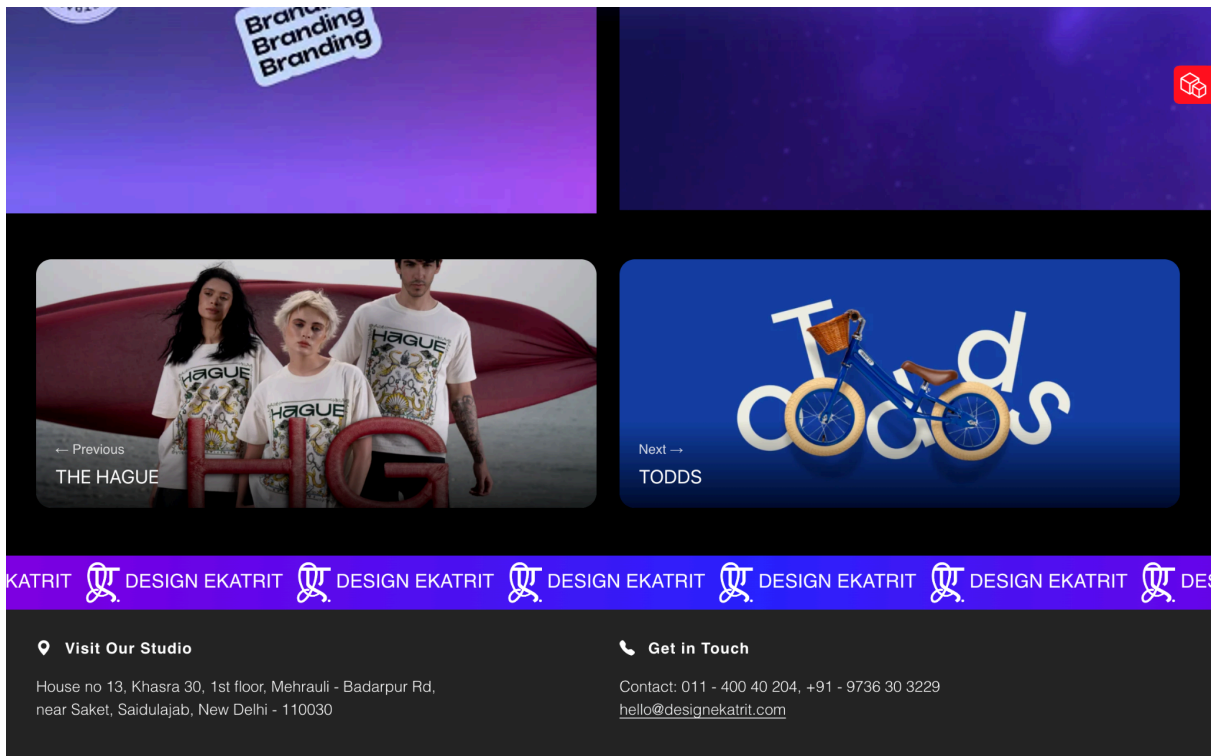 Branding
Branding
Branding
HAGUE
HAGUE
HAGUE
HG
← Previous
THE HAGUE
Todds
Next →
TODDS
KATRIT DESIGN EKATRIT DESIGN EKATRIT DESIGN EKATRIT DESIGN EKATRIT DESIGN EKATRIT DES
Visit Our Studio
House no 13, Khasra 30, 1st floor, Mehrauli - Badarpur Rd,
near Saket, Saidulajab, New Delhi - 110030
Get in Touch
Contact: 011 - 400 40 204, +91 - 9736 30 3229
hello@designekatrit.com